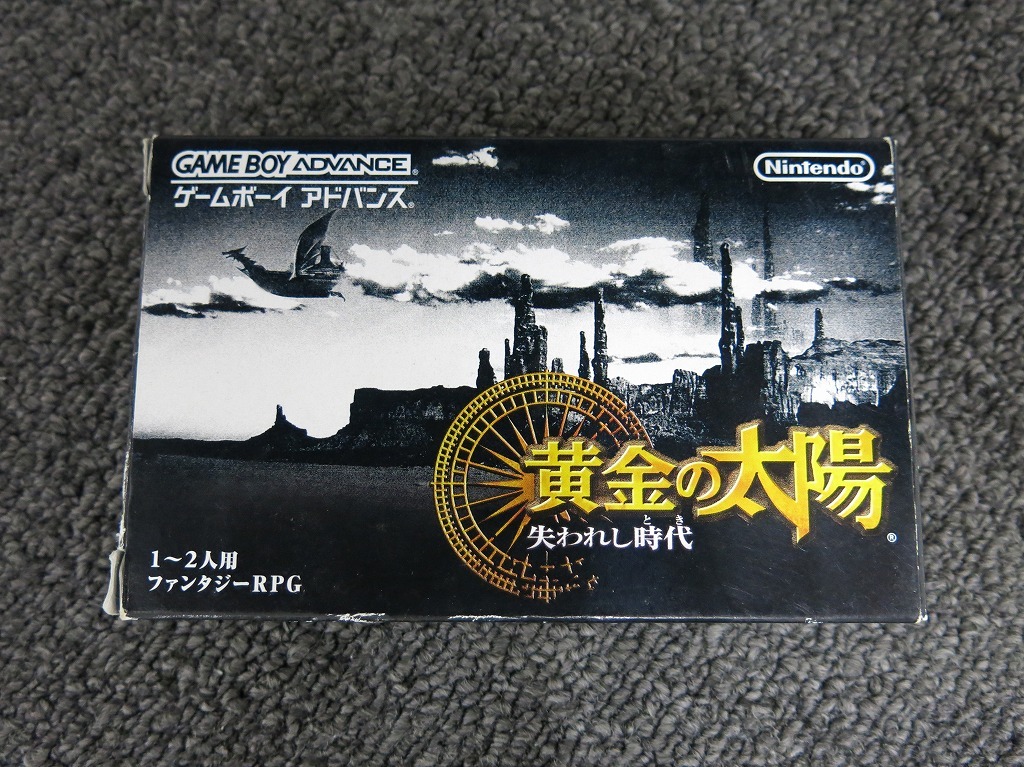 GAME BOY ADVANCE®
ゲームボーイ アドバンス®
Nintendo®
黄金の太陽®
とき
失われし時代
1～2人用
ファンタジーRPG